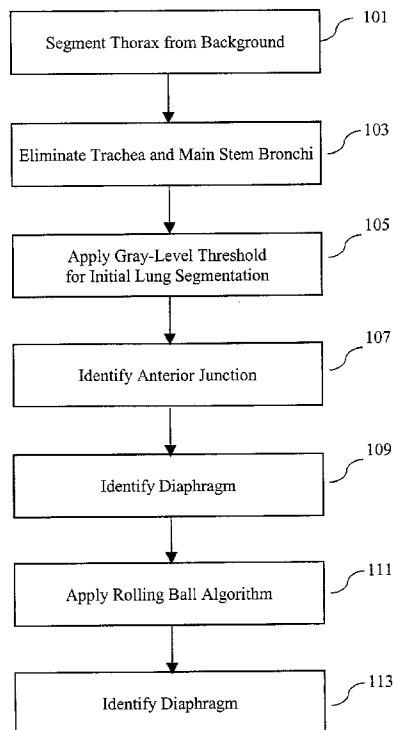 101
Segment Thorax from Background
103
Eliminate Trachea and Main Stem Bronchi
105
Apply Gray-Level Threshold
for Initial Lung Segmentation
107
Identify Anterior Junction
109
Identify Diaphragm
111
Apply Rolling Ball Algorithm
113
Identify Diaphragm